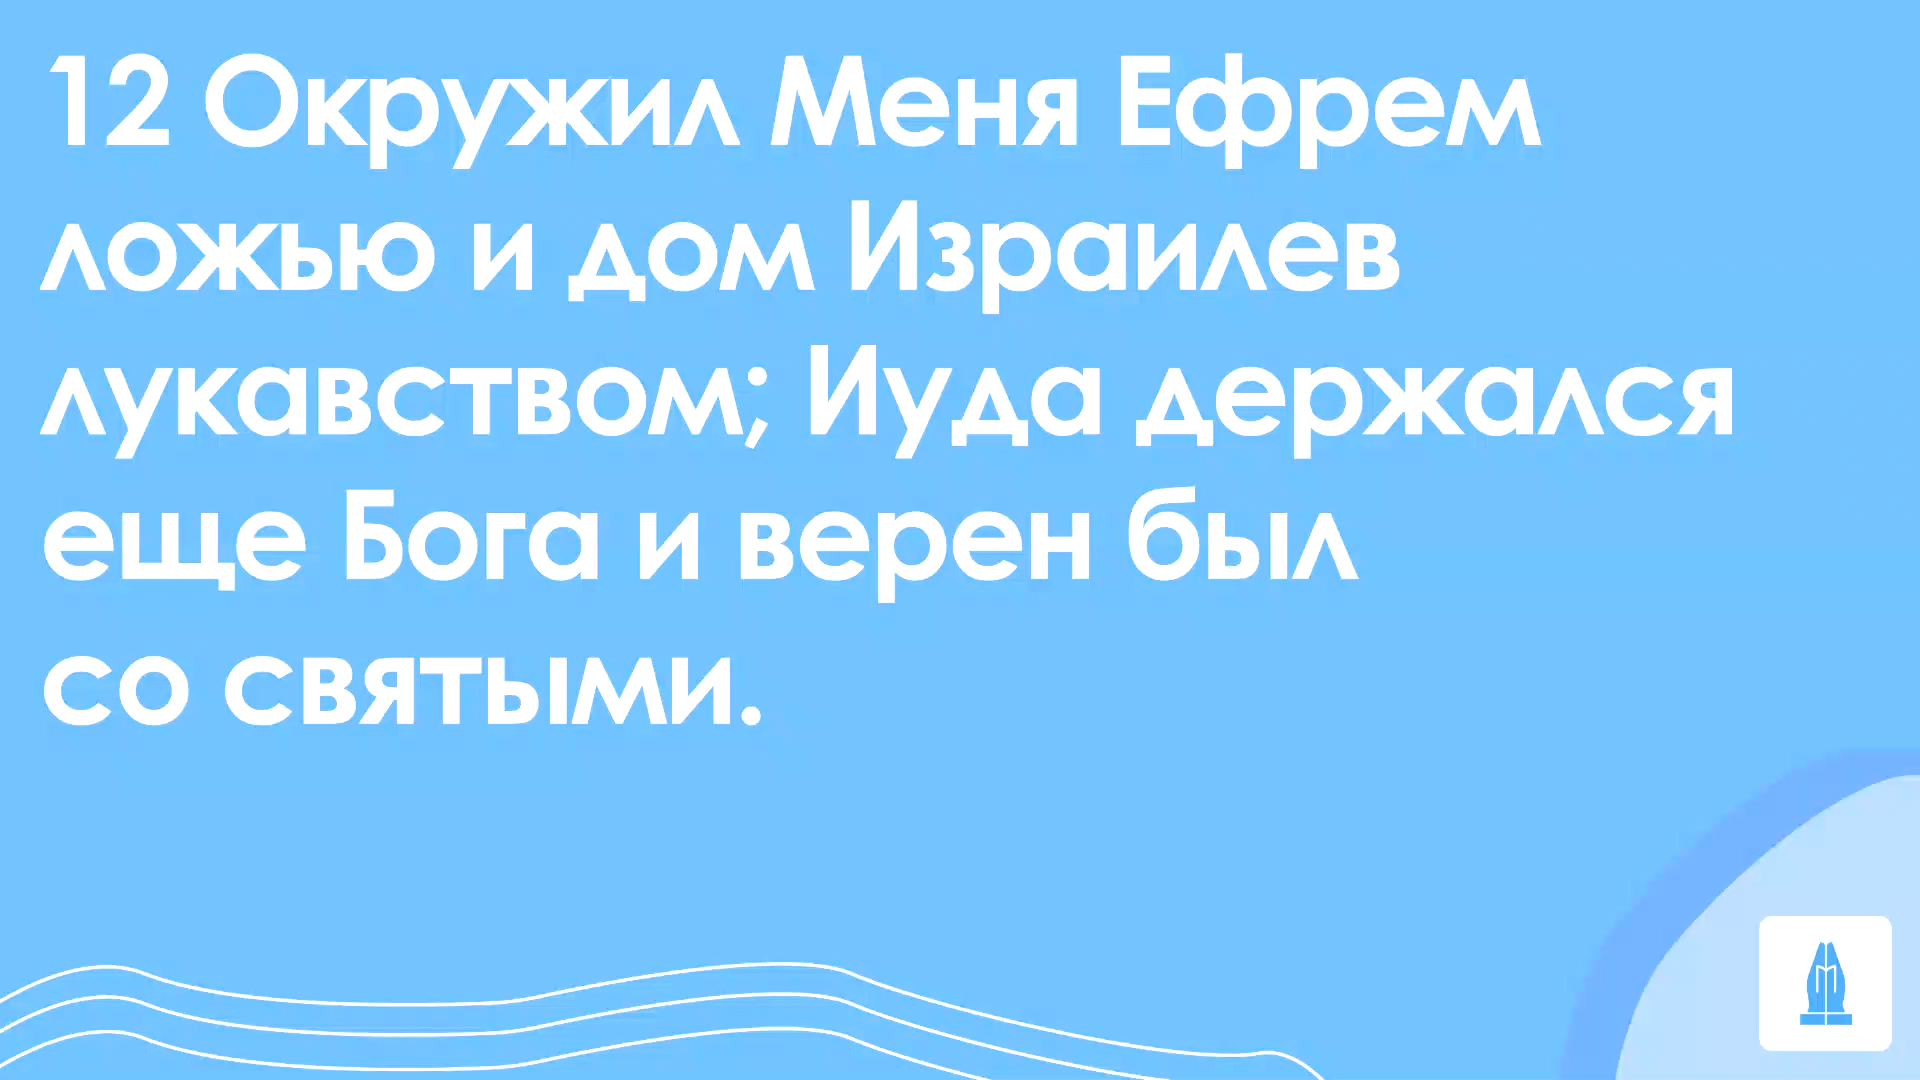 12 Окружил Меня Ефрем
ложью и дом Израилев
лукавством; Иуда держался
еще Бога и верен был
со святыми.